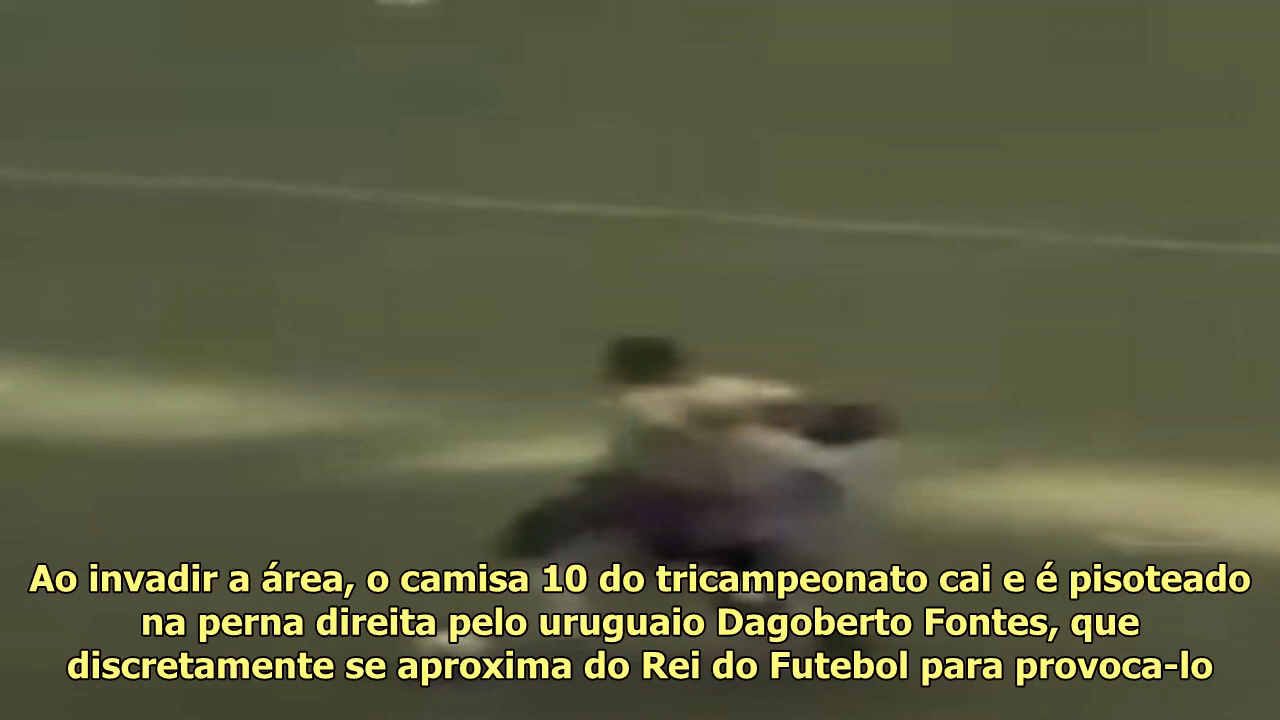 Ao invadir a área, o camisa 10 do tricampeonato cai e é pisoteado
na perna direita pelo uruguaio Dagoberto Fontes, que
discretamente se aproxima do Rei do Futebol para provoca-lo